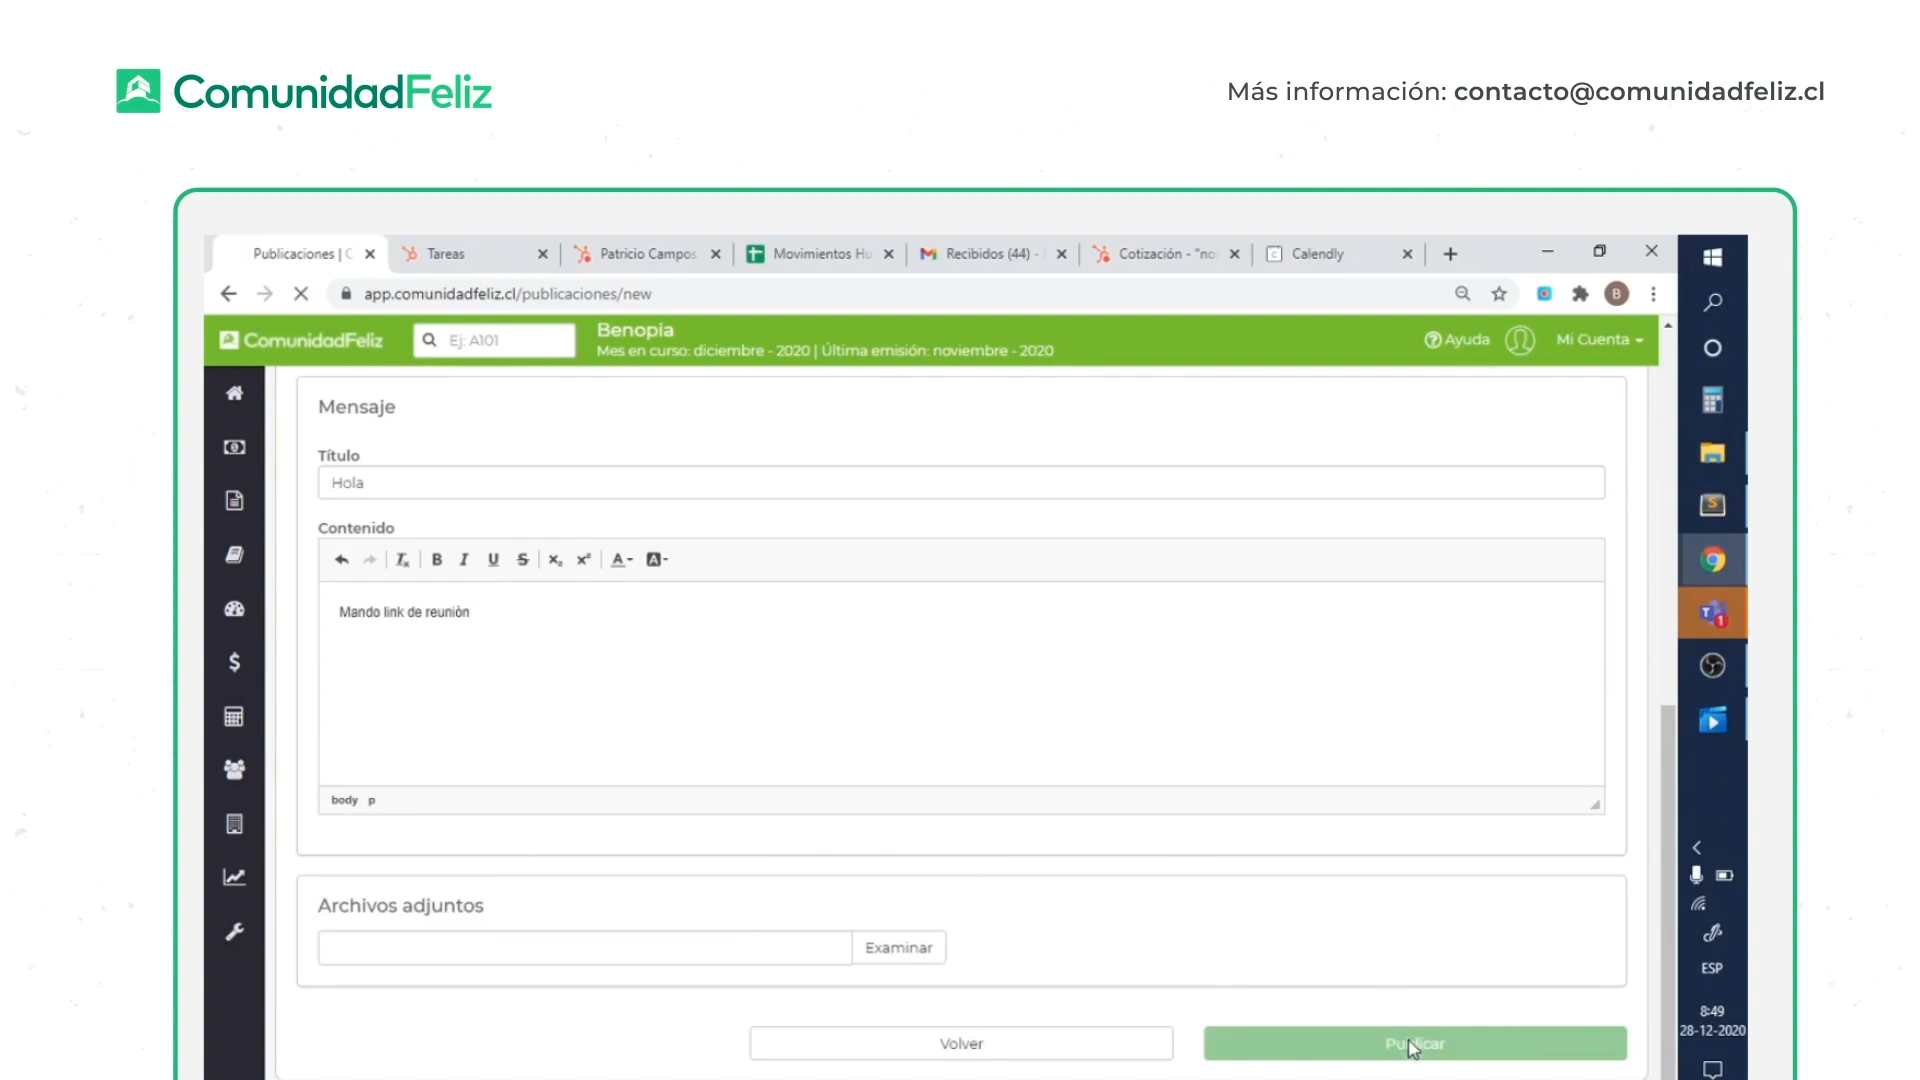 ComunidadFeliz
Más información: contacto@comunidadfeliz.cl
Publicaciones | C
Tareas
Patricio Campos
Movimientos Hu
Recibidos (44) -
Cotización - "no
Calendly
app.comunidadfeliz.cl/publicaciones/new
B
ComunidadFeliz
Ej: A101
Benopia
Mes en curso: diciembre - 2020 | Última emisión: noviembre - 2020
Ayuda
Mi Cuenta
Mensaje
Título
Hola
Contenido
Mando link de reunión
body p
Archivos adjuntos
Examinar
Volver
Publicar
ESP
8:49
28-12-2020